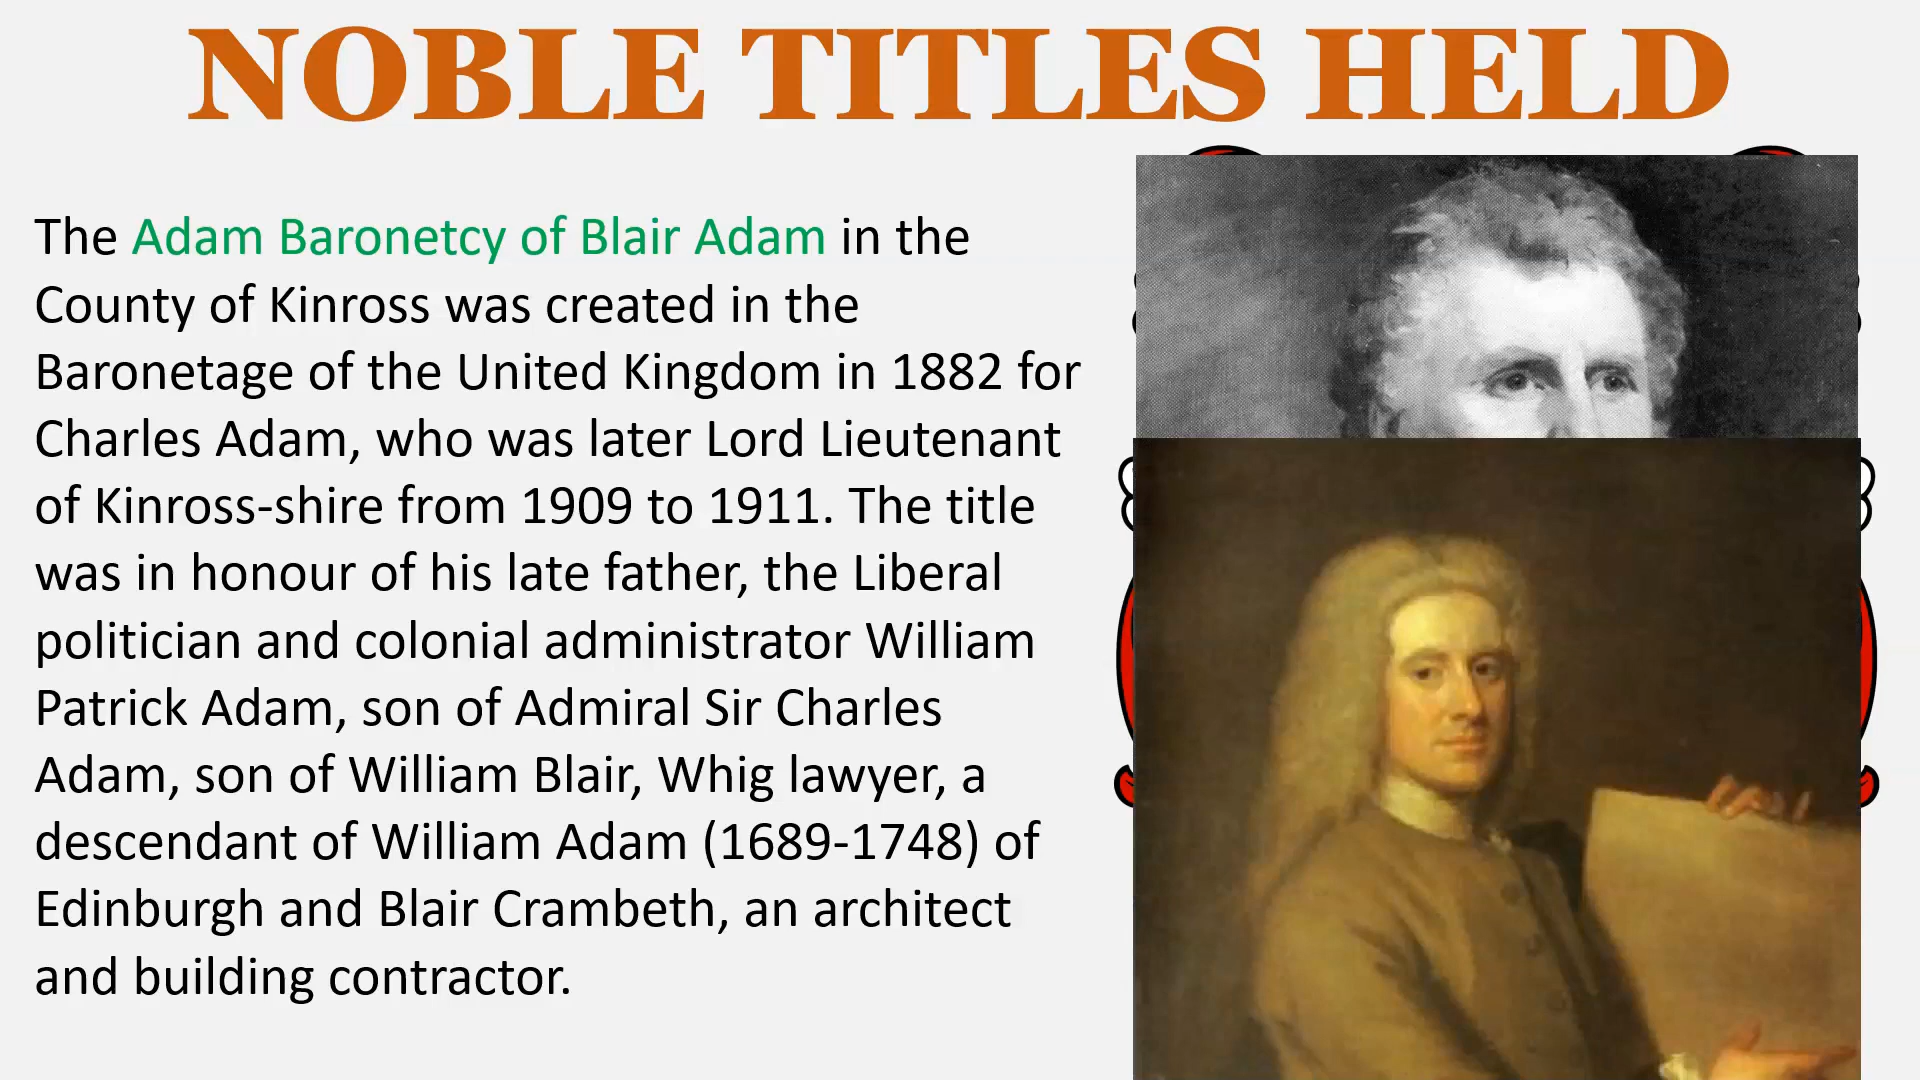 NOBLE TITLES HELD
The Adam Baronetcy of Blair Adam in the
County of Kinross was created in the
Baronetage of the United Kingdom in 1882 for
Charles Adam, who was later Lord Lieutenant
of Kinross-shire from 1909 to 1911. The title
was in honour of his late father, the Liberal
politician and colonial administrator William
Patrick Adam, son of Admiral Sir Charles
Adam, son of William Blair, Whig lawyer, a
descendant of William Adam (1689-1748) of
Edinburgh and Blair Crambeth, an architect
and building contractor.